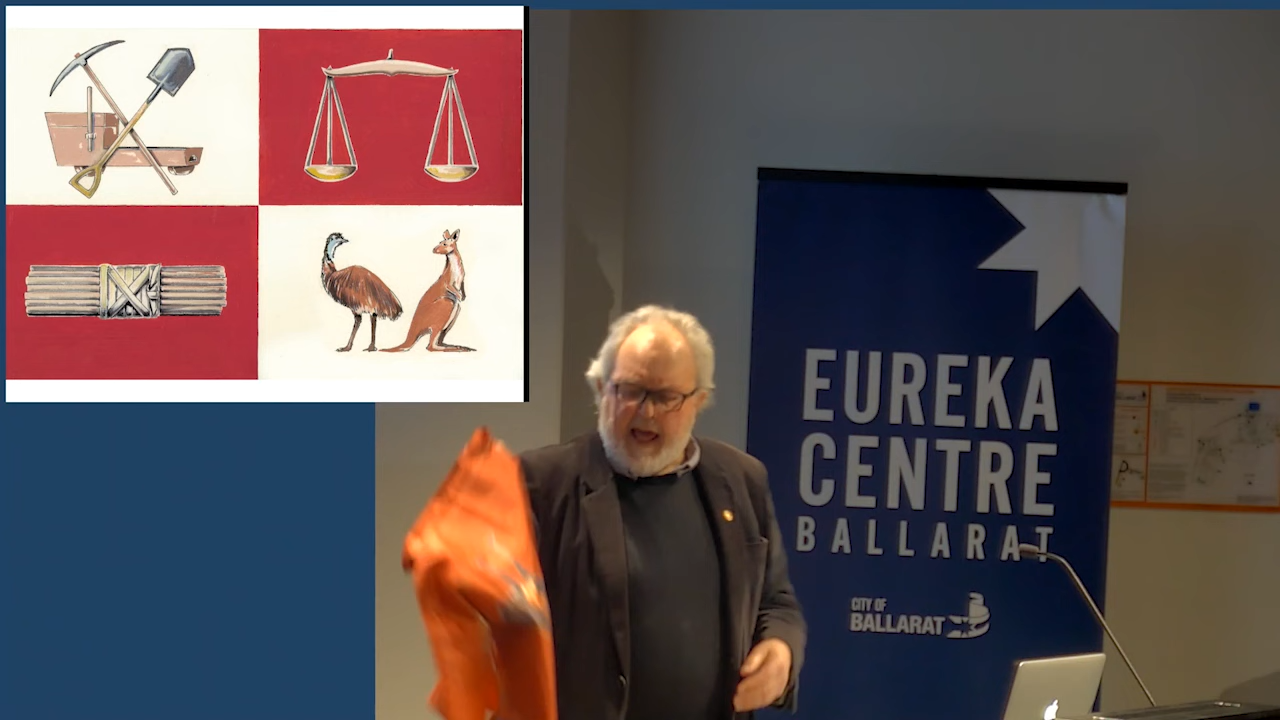 EUREKA
CENTRE
BALLARAT
CITY OF
BALLARAT